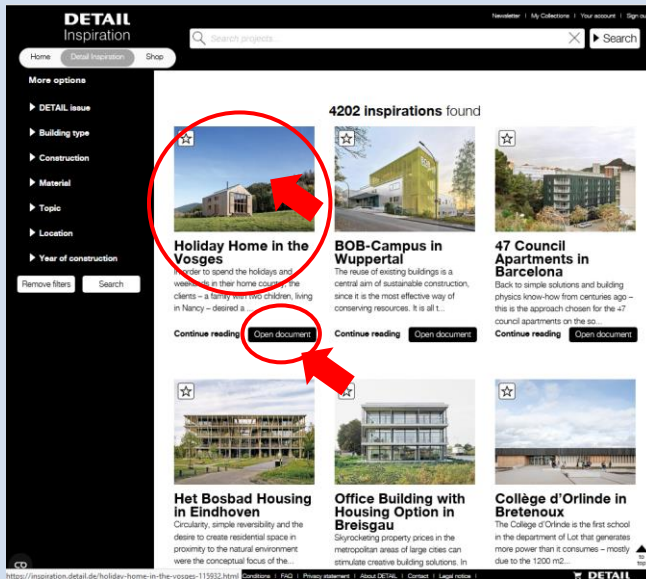 DETAIL
Inspiration
Newsletter | My Collections | Your account | Sign ou
Search projects...
Search
Home
Detail Inspiration
Shop
More options
DETAIL issue
Building type
Construction
Material
Topic
Location
Year of construction
Remove filters
Search
4202 inspirations found
Holiday Home in the
Vosges
In order to spend the holidays and
weekends in their home country, the
clients – a family with two children, living
in Nancy – desired a ...
Continue reading
Open document
BOB
BOB-Campus in
Wuppertal
The reuse of existing buildings is a
central aim of sustainable construction,
since it is the most effective way of
conserving resources. It is all t...
Continue reading
Open document
47 Council
Apartments in
Barcelona
Back to simple solutions and building
physics know-how from centuries ago –
this is the approach chosen for the 47
council apartments on the so...
Continue reading
Open document
Het Bosbad Housing
in Eindhoven
Circularity, simple reversibility and the
desire to create residential space in
proximity to the natural environment
were the conceptual focus of the...
Office Building with
Housing Option in
Breisgau
Skyrocketing property prices in the
metropolitan areas of large cities can
stimulate creative building solutions. In
Collège d'Orlinde in
Bretenoux
The College d'Orlinde is the first school
in the department of Lot that generates
more power than it consumes – mostly
due to the 1200 m2...
to
top
https://inspiration.detail.de/holiday-home-in-the-vosges-115932.html
Conditions | FAQ | Privacy statement | About DETAIL | Contact | Legal notice |
DETAIL